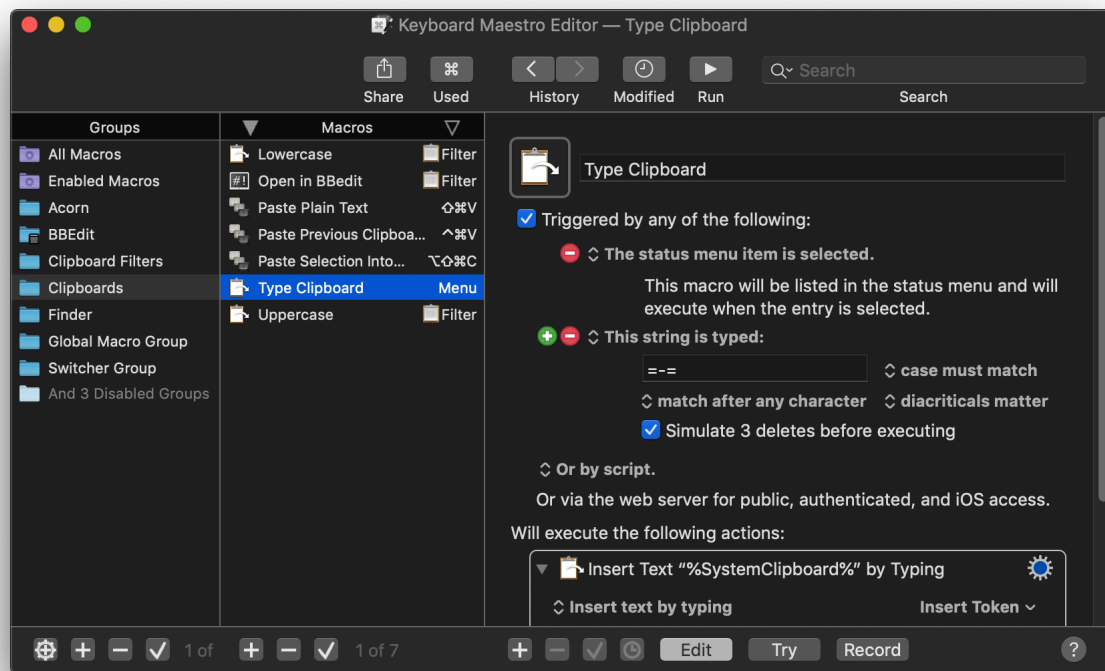 Keyboard Maestro Editor — Type Clipboard
Share
Used
History
Modified
Run
Search
Search
Groups
All Macros
Enabled Macros
Acorn
BBEdit
Clipboard Filters
Clipboards
Finder
Global Macro Group
Switcher Group
And 3 Disabled Groups
Macros
Lowercase Filter
#! Open in BBedit Filter
Paste Plain Text ⇧⌘V
Paste Previous Clipboa... ^⌘V
Paste Selection Into... ⌥⇧⌘C
Type Clipboard Menu
Uppercase Filter
Type Clipboard
Triggered by any of the following:
The status menu item is selected.
This macro will be listed in the status menu and will
execute when the entry is selected.
This string is typed:
=-= case must match
match after any character diacriticals matter
Simulate 3 deletes before executing
Or by script.
Or via the web server for public, authenticated, and iOS access.
Will execute the following actions:
Insert Text “%SystemClipboard%” by Typing
Insert text by typing Insert Token
1 of
1 of 7
Edit
Try
Record
?